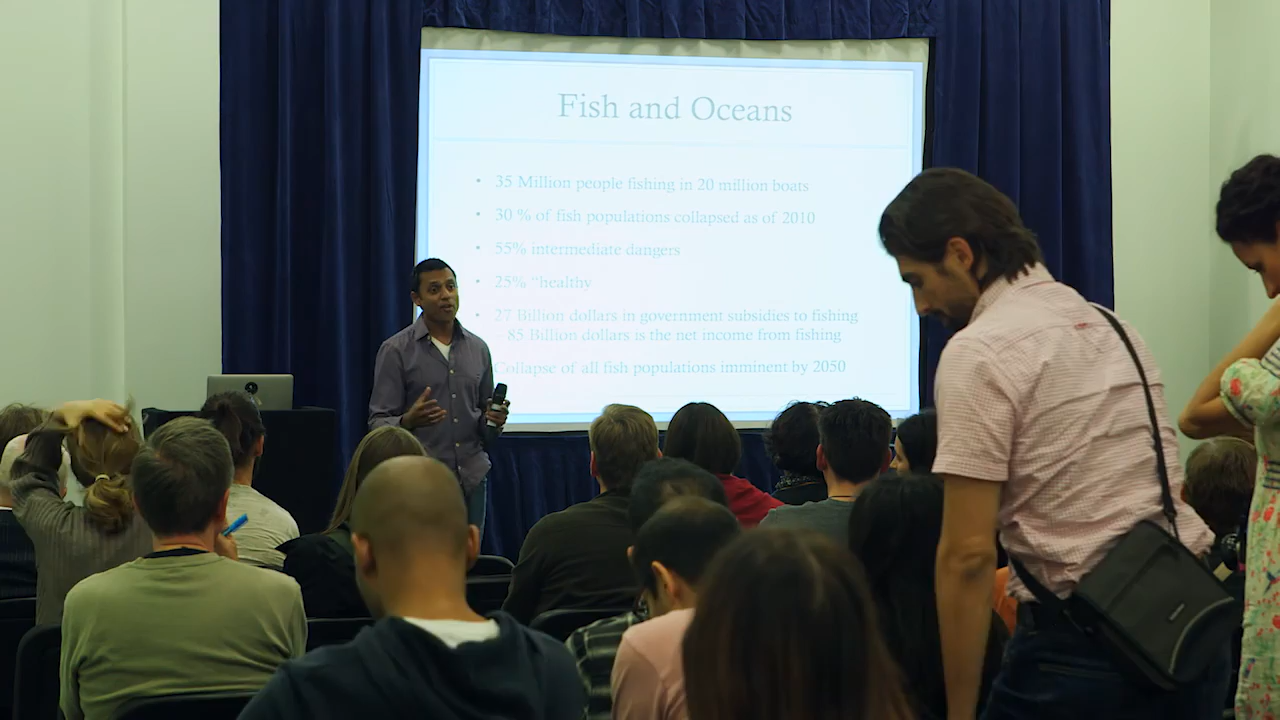 Fish and Oceans
• 35 Million people fishing in 20 million boats
• 30 % of fish populations collapsed as of 2010
• 55% intermediate dangers
• 25% “healthy
• 27 Billion dollars in government subsidies to fishing
85 Billion dollars is the net income from fishing
Collapse of all fish populations imminent by 2050